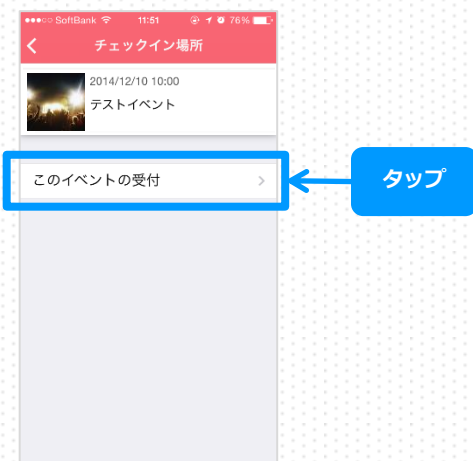 SoftBank 11:51 76%
チェックイン場所
2014/12/10 10:00
テストイベント
このイベントの受付
タップ